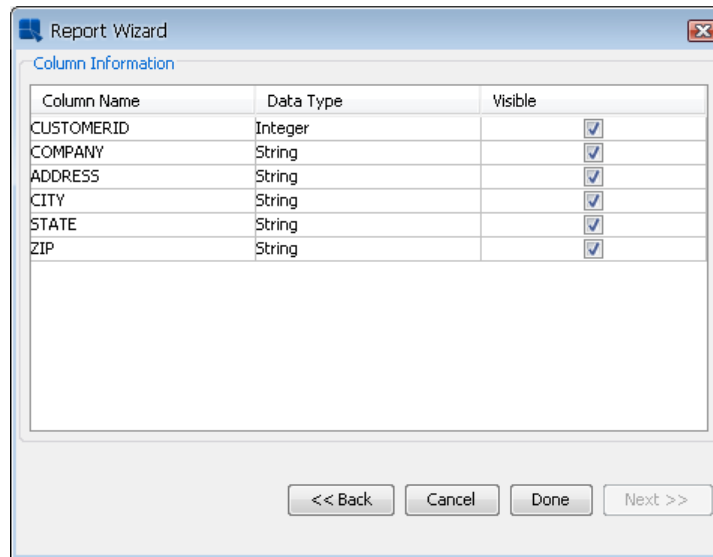 Report Wizard
Column Information
Column Name Data Type Visible
CUSTOMERID Integer
COMPANY String
ADDRESS String
CITY String
STATE String
ZIP String
<< Back Cancel Done Next >>